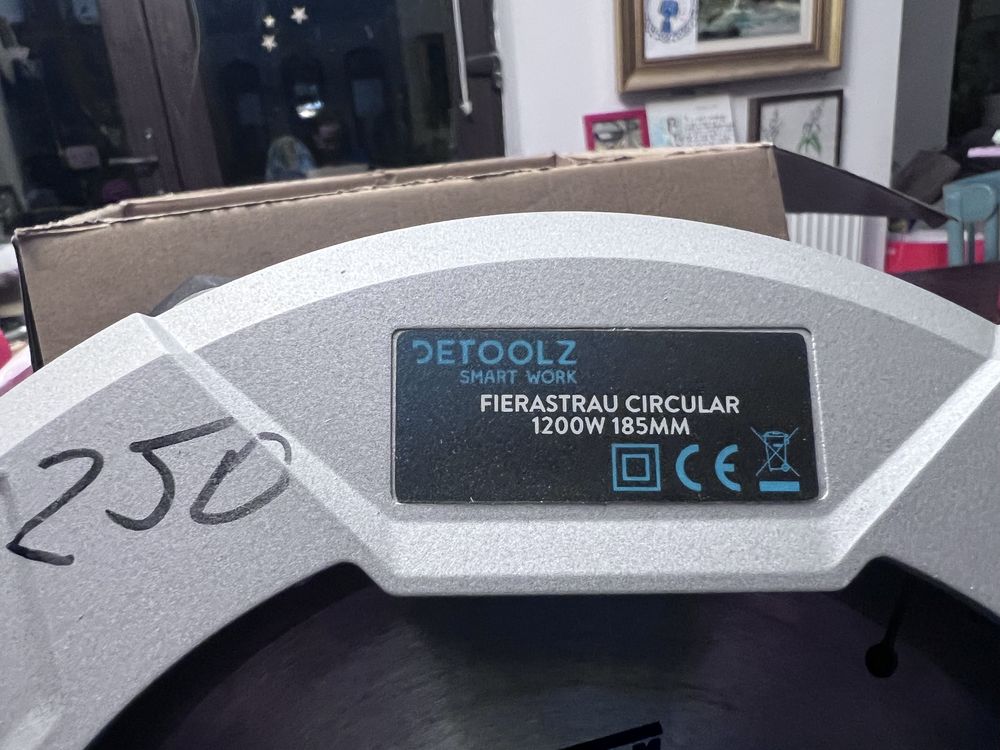 DETOOLZ
SMART WORK
FIERASTRAU CIRCULAR
1200W 185MM
CE
250